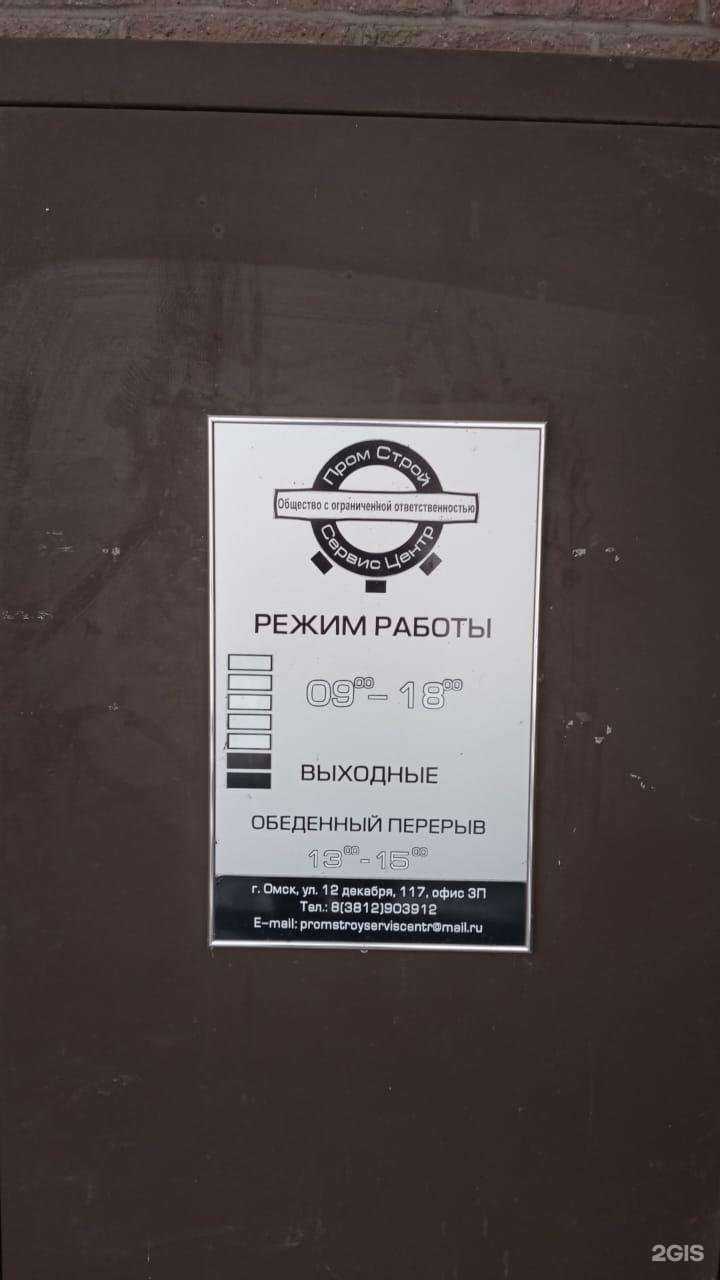 Пром Строй
Общество с ограниченной ответственностью
Сервис Центр
РЕЖИМ РАБОТЫ
09⁰⁰– 18⁰⁰
ВЫХОДНЫЕ
ОБЕДЕННЫЙ ПЕРЕРЫВ
13⁰⁰-15⁰⁰
г. Омск, ул. 12 декабря, 117, офис 3П
Тел.: 8(3812)903912
E-mail: promstroyserviscentr@mail.ru
2GIS